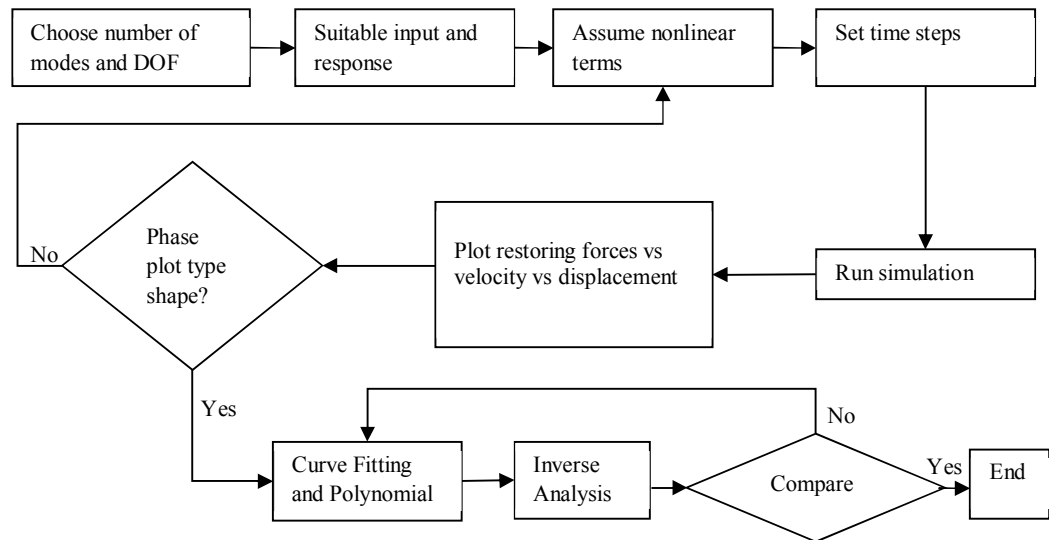 Choose number of
modes and DOF
Suitable input and
response
Assume nonlinear
terms
Set time steps
No
Phase
plot type
shape?
Plot restoring forces vs
velocity vs displacement
Run simulation
Yes
No
Curve Fitting
and Polynomial
Inverse
Analysis
Compare
Yes
End